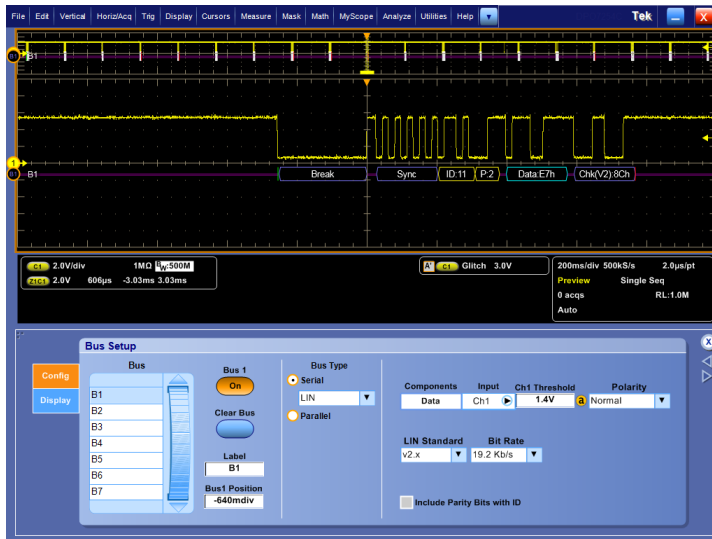 File Edit Vertical Horiz/Acq Trig Display Cursors Measure Mask Math MyScope Analyze Utilities Help Tek X
B1 B1
1
B1 B1 Break Sync ID:11 P:2 Data:E7h Chk(V2):8Ch
C1 2.0V/div 1MΩ BW:500M
Z1C1 2.0V 606µs -3.03ms 3.03ms
A' C1 Glitch 3.0V
200ms/div 500kS/s 2.0µs/pt
Preview Single Seq
0 acqs RL:1.0M
Auto
Bus Setup X
Config
Display
Bus
B1
B2
B3
B4
B5
B6
B7
Bus 1
On
Clear Bus
Label
B1
Bus1 Position
-640mdiv
Bus Type
Serial
LIN
Parallel
Components Input Ch1 Threshold Polarity
Data Ch1 1.4V a Normal
LIN Standard Bit Rate
v2.x 19.2 Kb/s
Include Parity Bits with ID